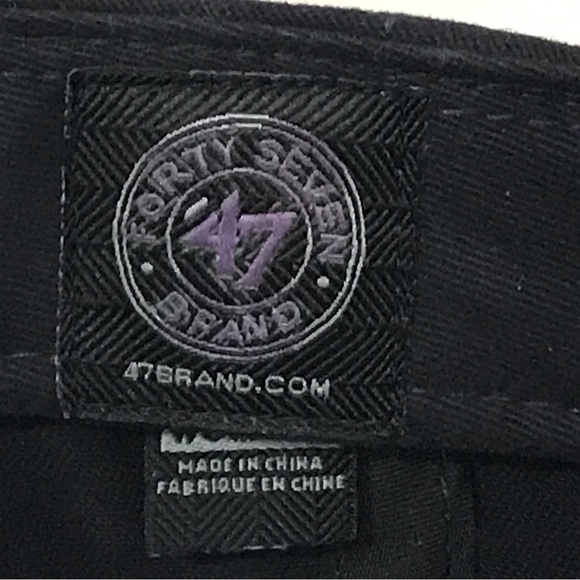 FORTY SEVEN
'47
BRAND
47BRAND.COM
MADE IN CHINA
FABRIQUE EN CHINE